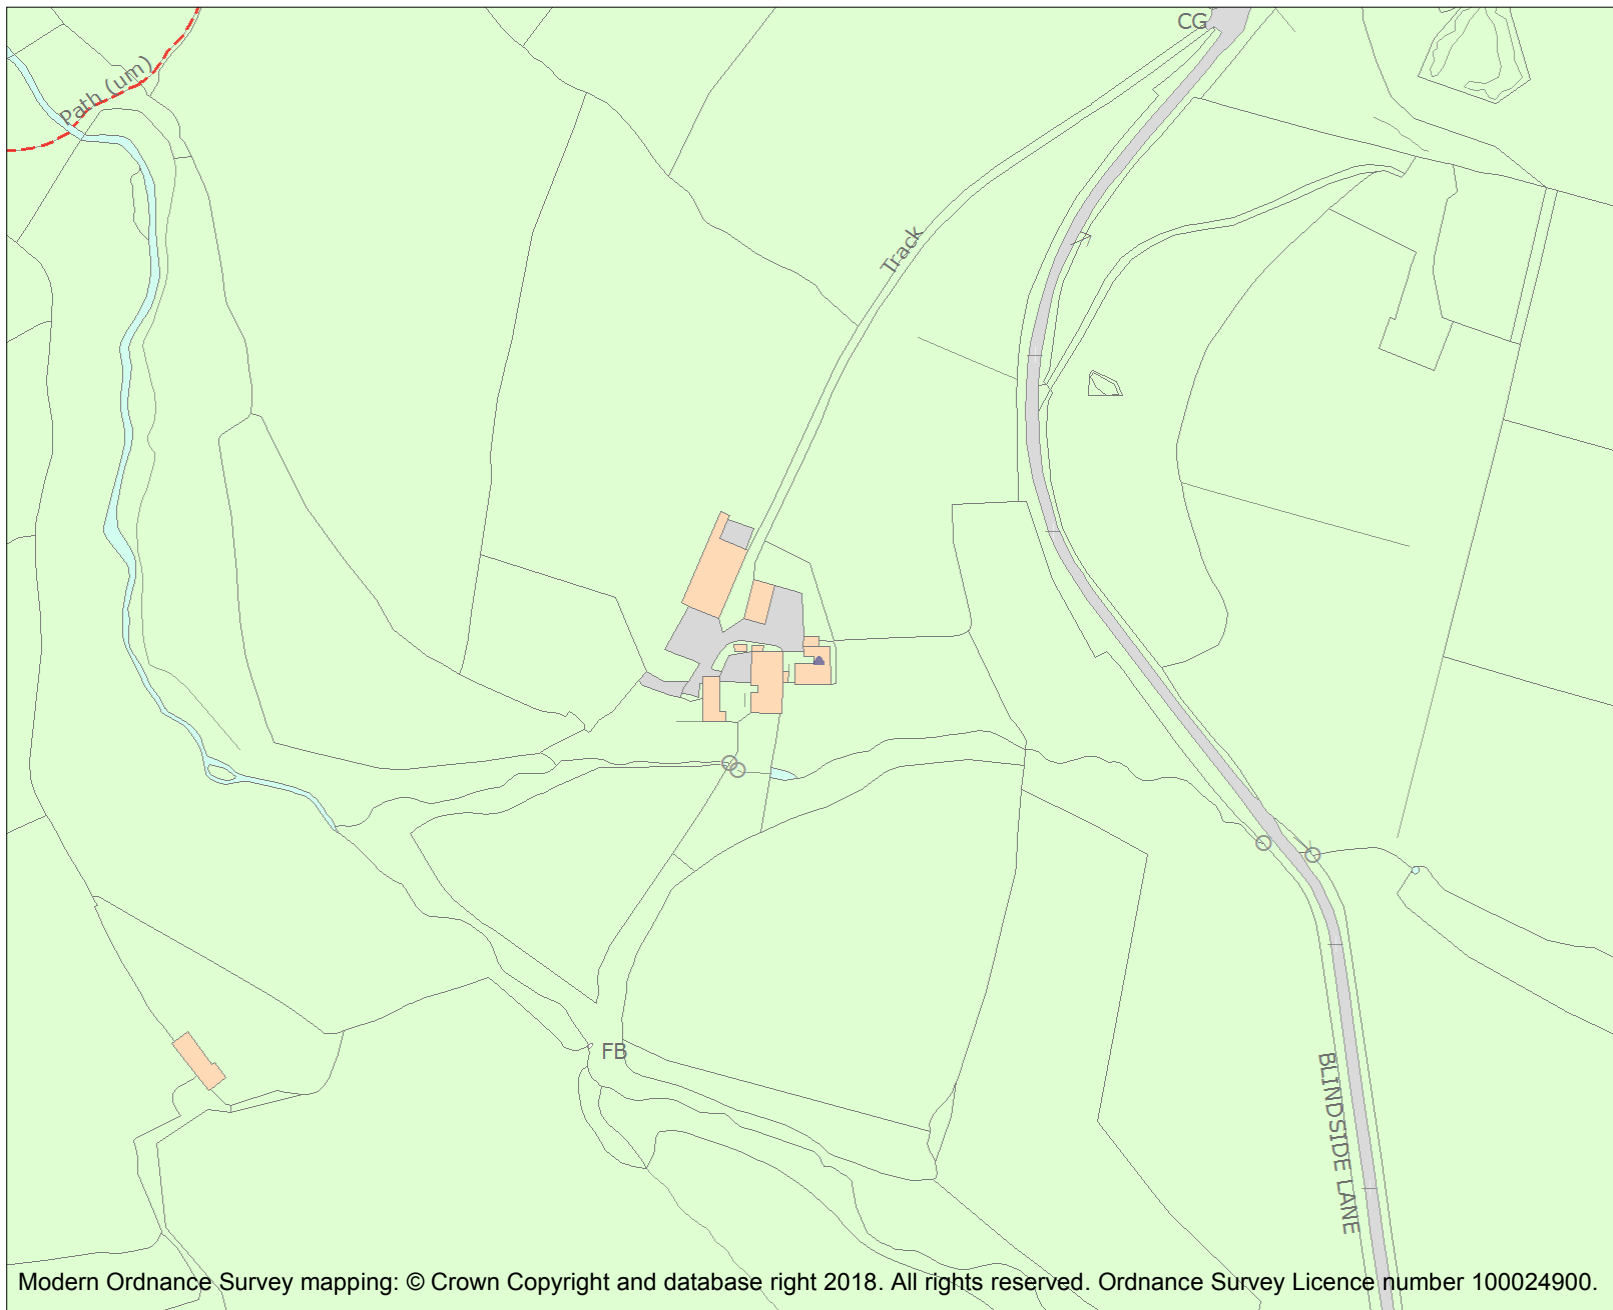 CG
Path (um)
Track
FB
BLINDSIDE LANE
Modern Ordnance Survey mapping: © Crown Copyright and database right 2018. All rights reserved. Ordnance Survey Licence number 100024900.